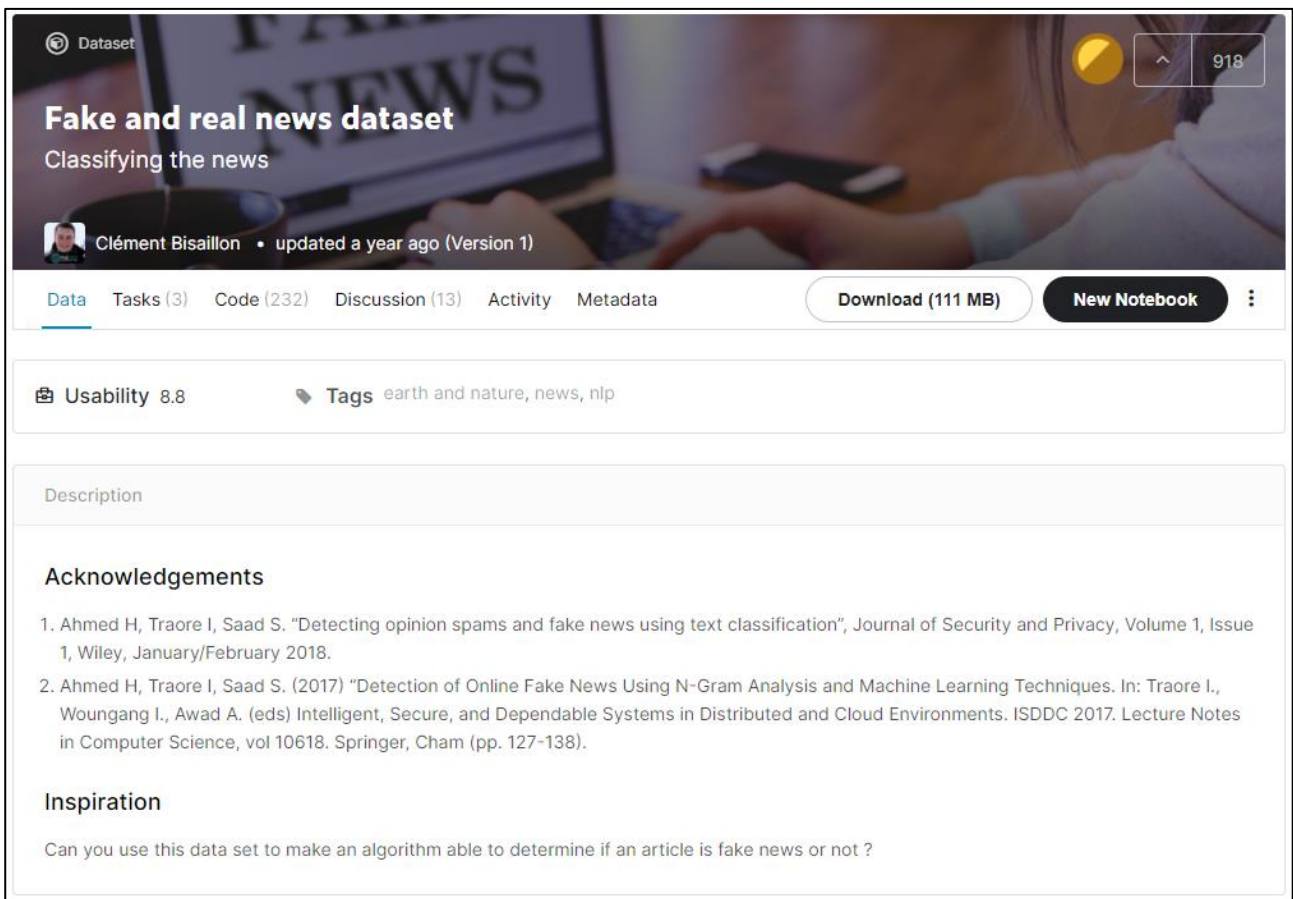 Dataset
FAKE
NEWS
918
Fake and real news dataset
Classifying the news
Clément Bisaillon • updated a year ago (Version 1)
Data Tasks (3) Code (232) Discussion (13) Activity Metadata Download (111 MB) New Notebook
Usability 8.8 Tags earth and nature, news, nlp
Description
Acknowledgements
1. Ahmed H, Traore I, Saad S. “Detecting opinion spams and fake news using text classification”, Journal of Security and Privacy, Volume 1, Issue
1, Wiley, January/February 2018.
2. Ahmed H, Traore I, Saad S. (2017) “Detection of Online Fake News Using N-Gram Analysis and Machine Learning Techniques. In: Traore I.,
Woungang I., Awad A. (eds) Intelligent, Secure, and Dependable Systems in Distributed and Cloud Environments. ISDDC 2017. Lecture Notes
in Computer Science, vol 10618. Springer, Cham (pp. 127-138).
Inspiration
Can you use this data set to make an algorithm able to determine if an article is fake news or not ?